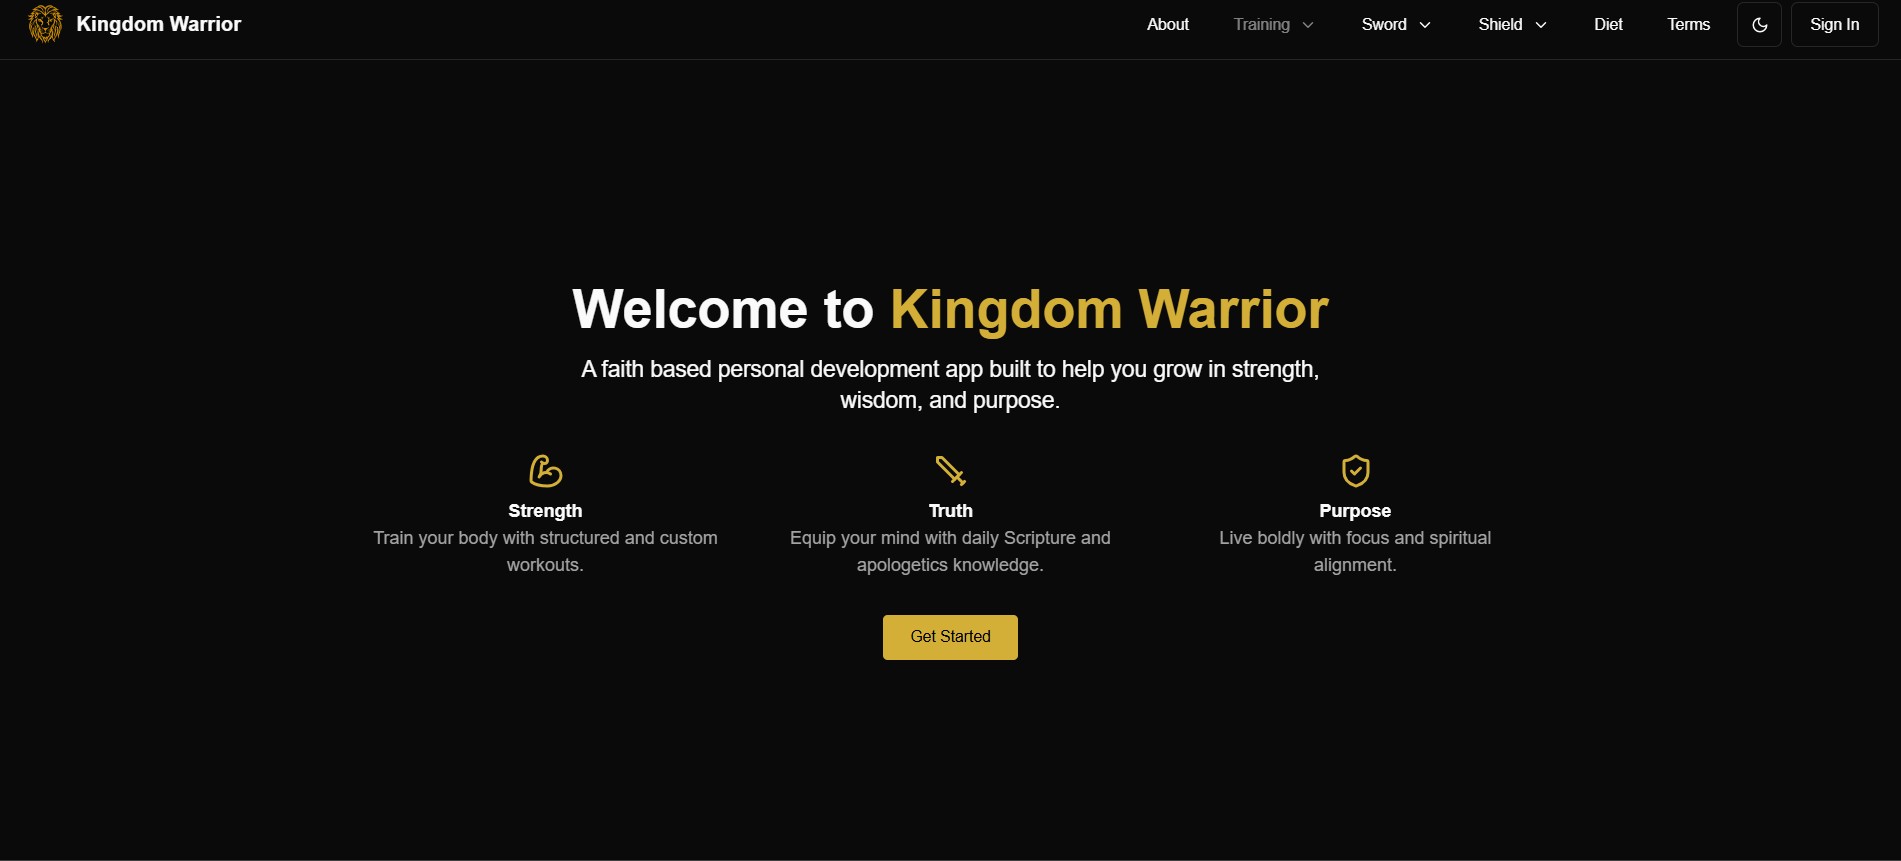 Kingdom Warrior
About Training Sword Shield Diet Terms Sign In
Welcome to Kingdom Warrior
A faith based personal development app built to help you grow in strength,
wisdom, and purpose.
Strength
Train your body with structured and custom
workouts.
Truth
Equip your mind with daily Scripture and
apologetics knowledge.
Purpose
Live boldly with focus and spiritual
alignment.
Get Started